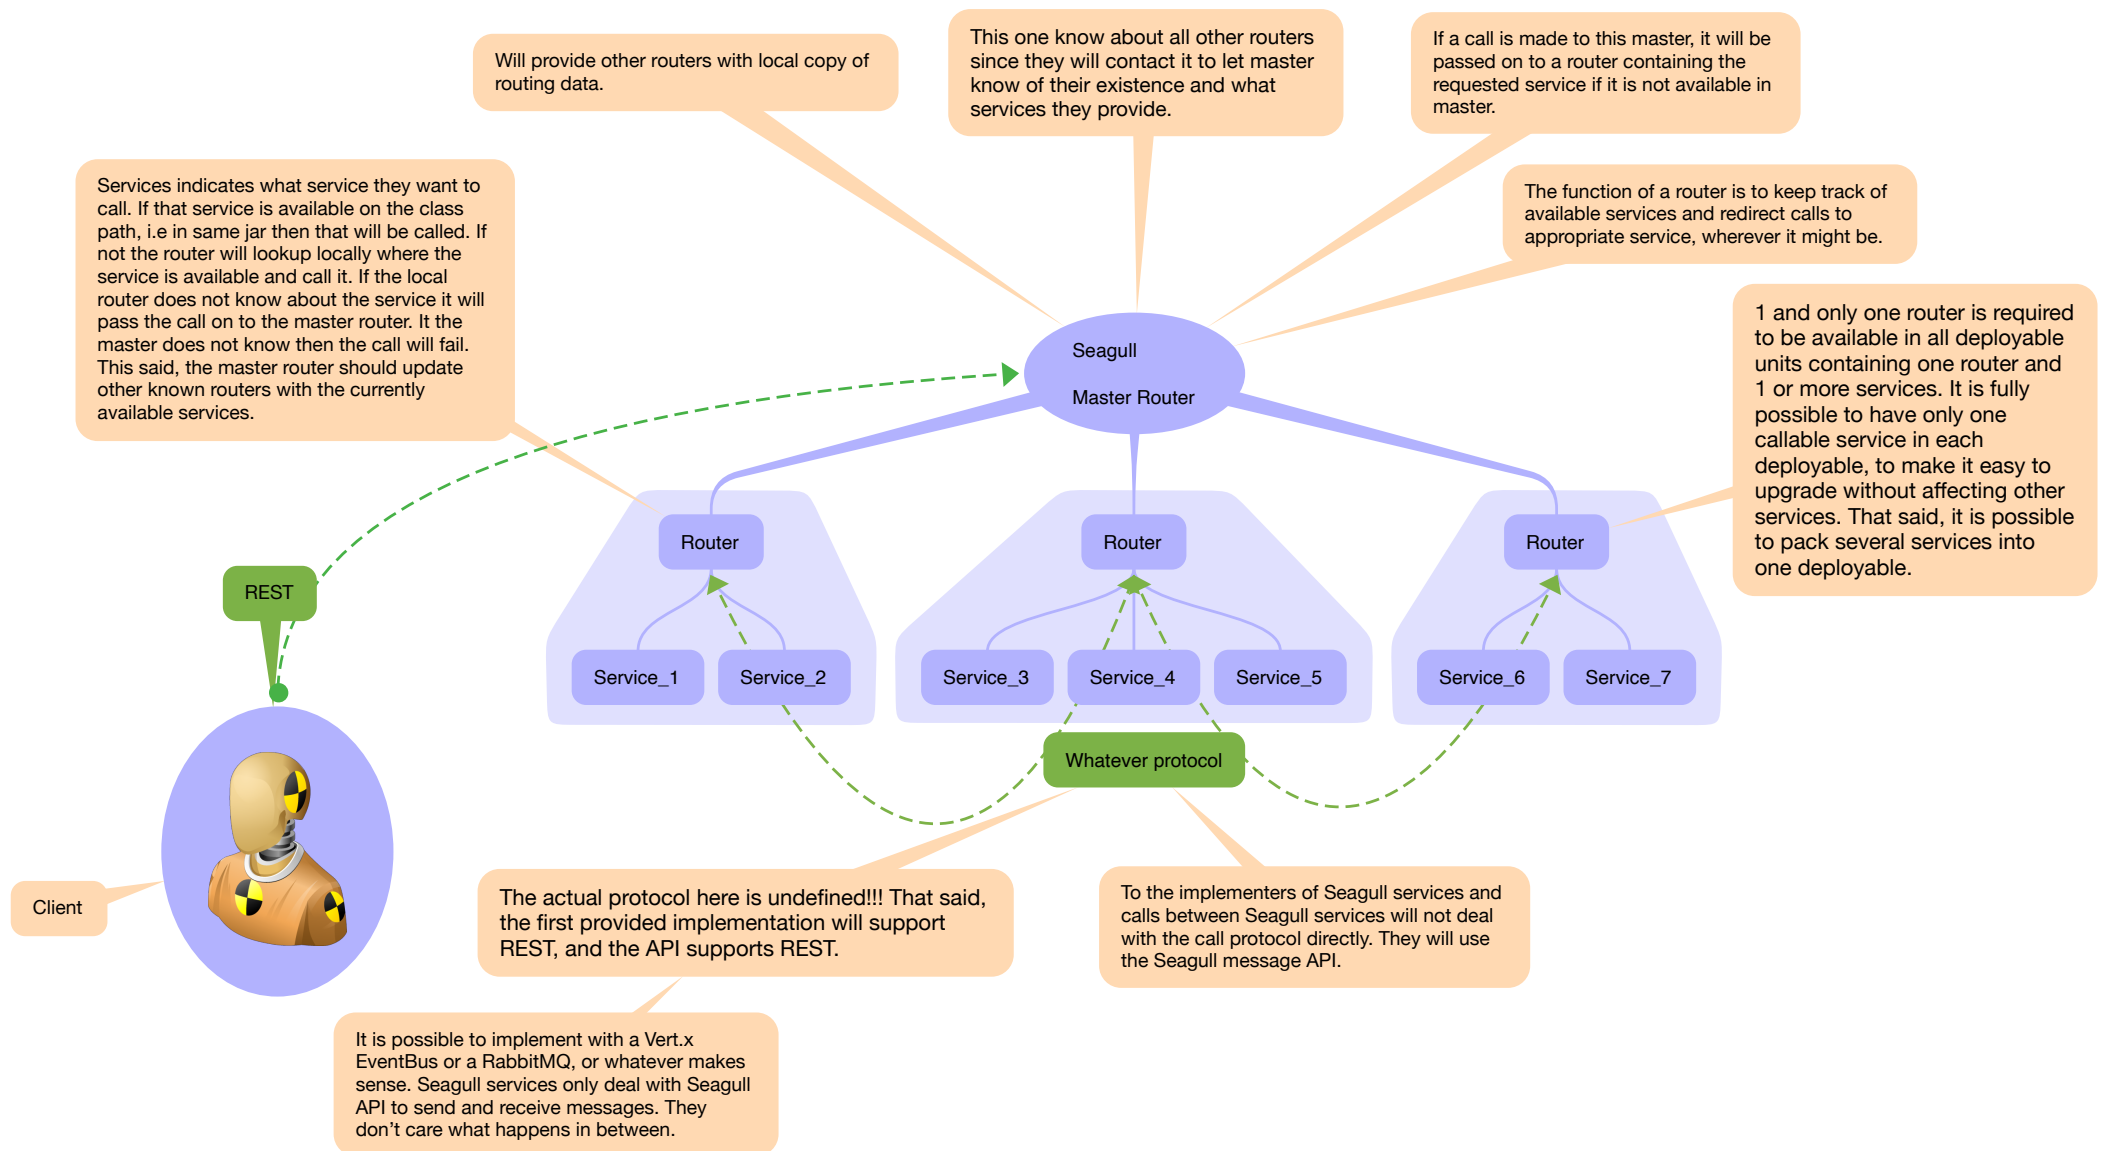 Will provide other routers with local copy of
routing data.
This one know about all other routers
since they will contact it to let master
know of their existence and what
services they provide.
If a call is made to this master, it will be
passed on to a router containing the
requested service if it is not available in
master.
Services indicates what service they want to
call. If that service is available on the class
path, i.e in same jar then that will be called. If
not the router will lookup locally where the
service is available and call it. If the local
router does not know about the service it will
pass the call on to the master router. It the
master does not know then the call will fail.
This said, the master router should update
other known routers with the currently
available services.
The function of a router is to keep track of
available services and redirect calls to
appropriate service, wherever it might be.
1 and only one router is required
to be available in all deployable
units containing one router and
1 or more services. It is fully
possible to have only one
callable service in each
deployable, to make it easy to
upgrade without affecting other
services. That said, it is possible
to pack several services into
one deployable.
Seagull
Master Router
Router
Router
Router
REST
Service_1
Service_2
Service_3
Service_4
Service_5
Service_6
Service_7
Whatever protocol
Client
The actual protocol here is undefined!!! That said,
the first provided implementation will support
REST, and the API supports REST.
To the implementers of Seagull services and
calls between Seagull services will not deal
with the call protocol directly. They will use
the Seagull message API.
It is possible to implement with a Vert.x
EventBus or a RabbitMQ, or whatever makes
sense. Seagull services only deal with Seagull
API to send and receive messages. They
don't care what happens in between.